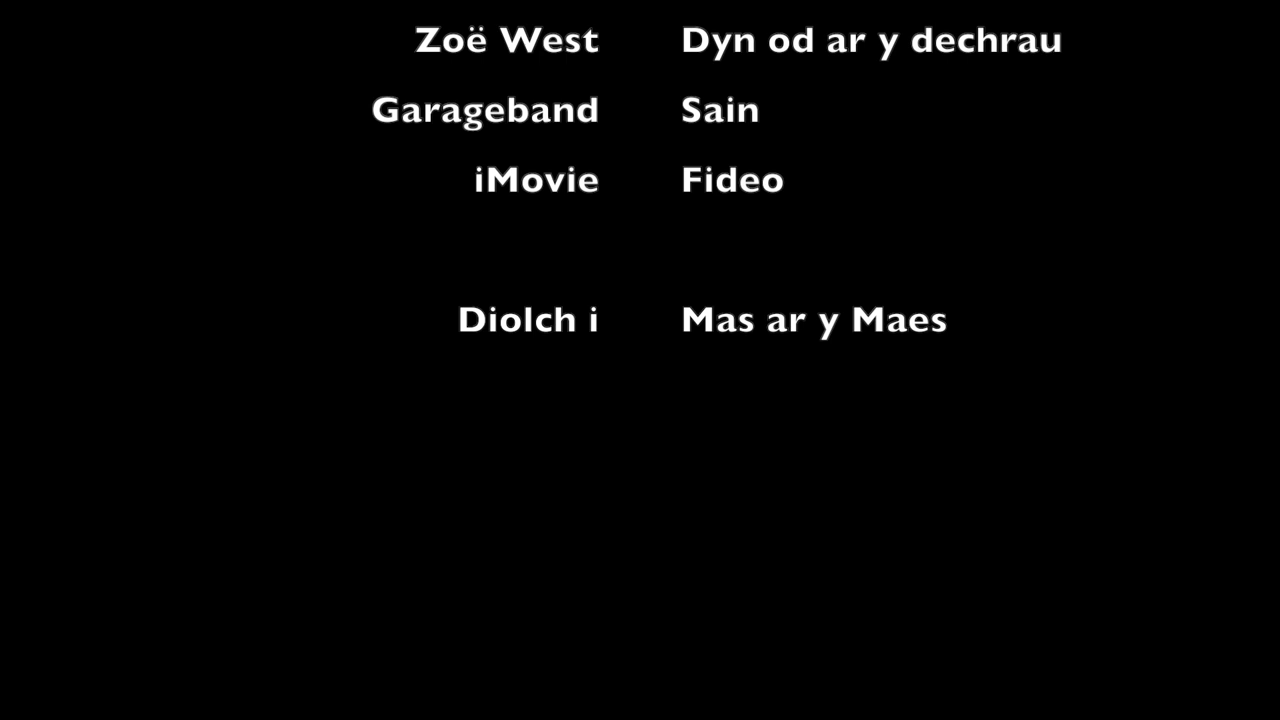 Zoë West Dyn od ar y dechrau
Garageband Sain
iMovie Fideo
Diolch i Mas ar y Maes